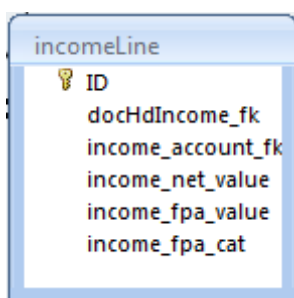 incomeLine
ID
docHdIncome_fk
income_account_fk
income_net_value
income_fpa_value
income_fpa_cat